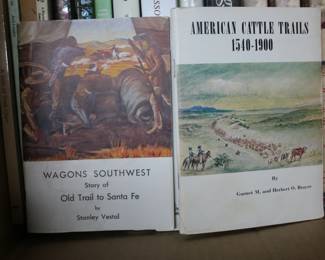 WAGONS SOUTHWEST
Story of
Old Trail to Santa Fe
by
Stanley Vestal
AMERICAN CATTLE TRAILS
1540-1900
By
Garnet M. and Herbert O. Brayer